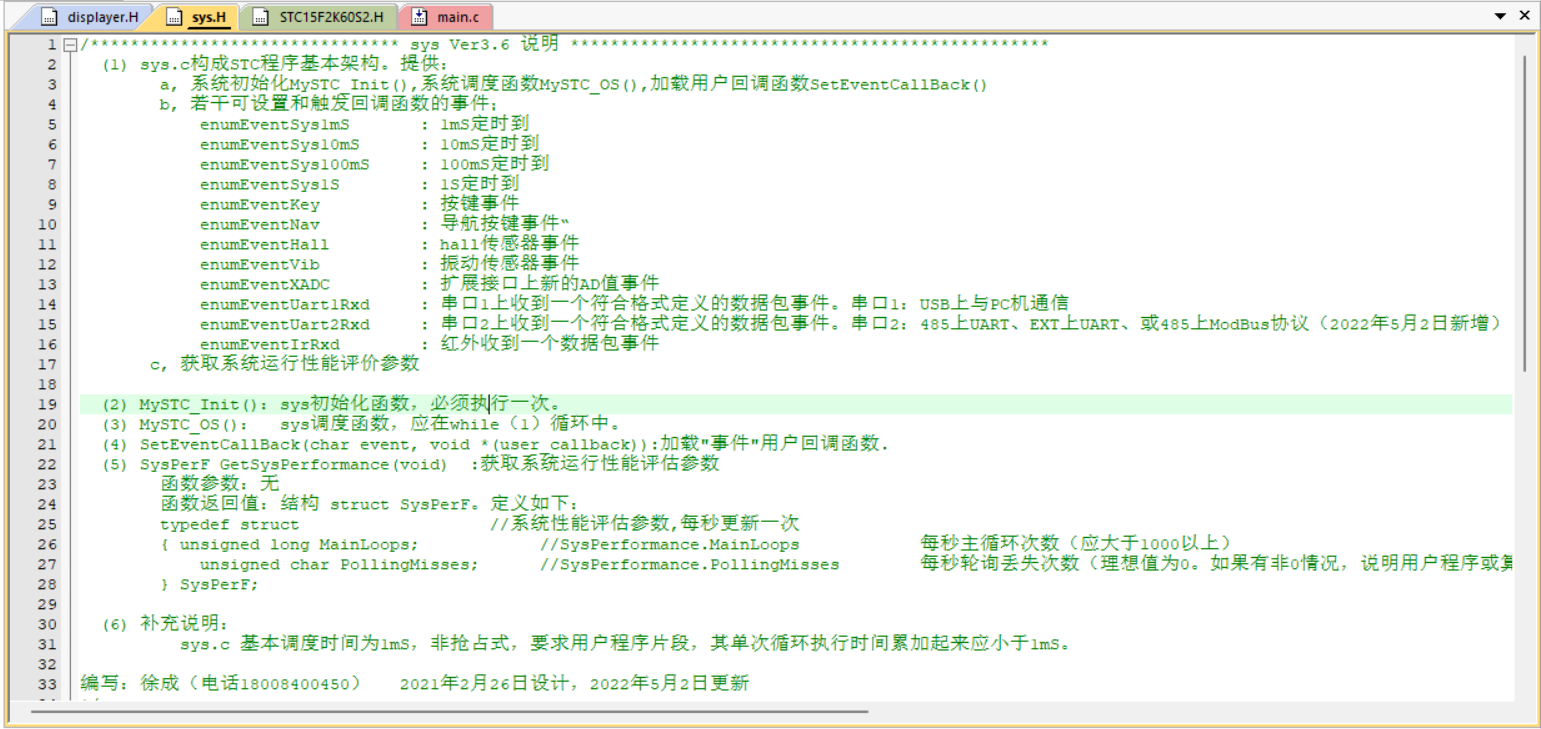 displayer.H sys.H STC15F2K60S2.H main.c
1 /******************************* sys Ver3.6 说明 ************************************************
2 (1) sys.c构成STC程序基本架构。提供:
3 a, 系统初始化MySTC_Init(),系统调度函数MySTC_OS(),加载用户回调函数SetEventCallBack()
4 b, 若干可设置和触发回调函数的事件;
5 enumEventSys1mS : 1mS定时到
6 enumEventSys10mS : 10mS定时到
7 enumEventSys100mS : 100mS定时到
8 enumEventSys1S : 1S定时到
9 enumEventKey : 按键事件
10 enumEventNav : 导航按键事件“
11 enumEventHall : hall传感器事件
12 enumEventVib : 振动传感器事件
13 enumEventXADC : 扩展接口上新的AD值事件
14 enumEventUart1Rxd : 串口1上收到一个符合格式定义的数据包事件。串口1: USB上与PC机通信
15 enumEventUart2Rxd : 串口2上收到一个符合格式定义的数据包事件。串口2: 485上UART、EXT上UART、或485上ModBus协议（2022年5月2日新增）
16 enumEventIrRxd : 红外收到一个数据包事件
17 c, 获取系统运行性能评价参数
18
19 (2) MySTC_Init(): sys初始化函数, 必须执行一次。
20 (3) MySTC_OS(): sys调度函数, 应在while（1）循环中。
21 (4) SetEventCallBack(char event, void *(user_callback)):加载"事件"用户回调函数.
22 (5) SysPerF GetSysPerformance(void) :获取系统运行性能评估参数
23 函数参数: 无
24 函数返回值: 结构 struct SysPerF。定义如下:
25 typedef struct //系统性能评估参数,每秒更新一次
26 { unsigned long MainLoops; //SysPerformance.MainLoops 每秒主循环次数（应大于1000以上）
27 unsigned char PollingMisses; //SysPerformance.PollingMisses 每秒轮询丢失次数（理想值为0。如果有非0情况, 说明用户程序或
28 } SysPerF;
29
30 (6) 补充说明:
31 sys.c 基本调度时间为1mS, 非抢占式, 要求用户程序片段, 其单次循环执行时间累加起来应小于1mS。
32
33 编写: 徐成（电话18008400450） 2021年2月26日设计, 2022年5月2日更新